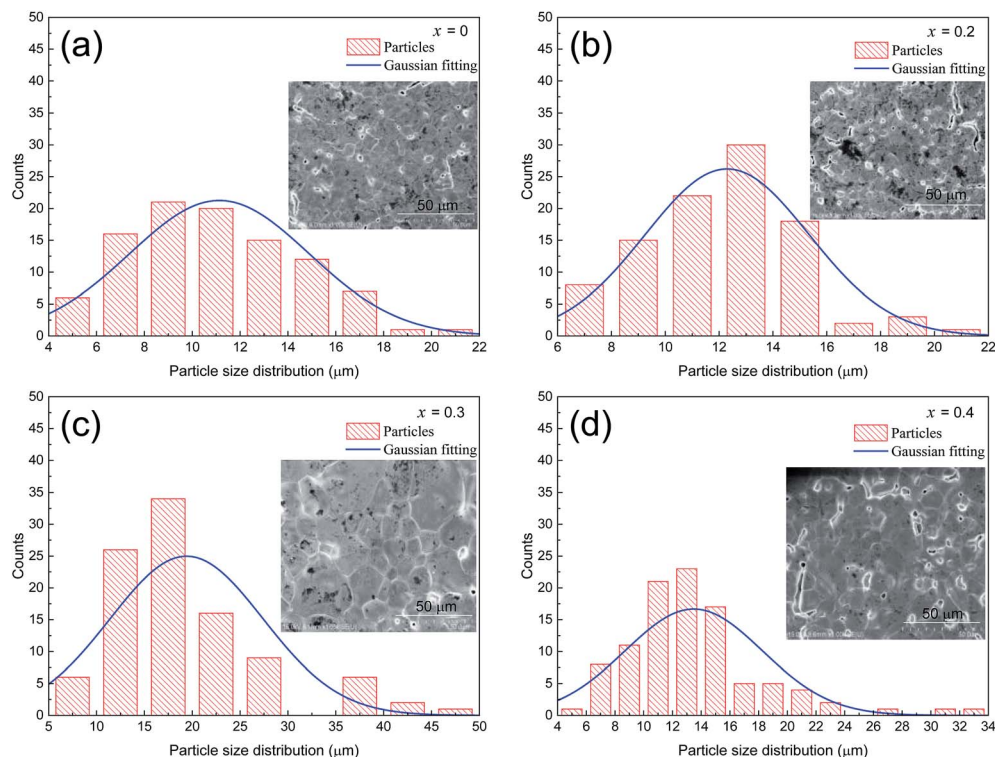 (a)
x = 0
Particles
Gaussian fitting
50 μm
Counts
50
45
40
35
30
25
20
15
10
5
0
4 6 8 10 12 14 16 18 20 22
Particle size distribution (μm)
(b)
x = 0.2
Particles
Gaussian fitting
50 μm
Counts
50
45
40
35
30
25
20
15
10
5
0
6 8 10 12 14 16 18 20 22
Particle size distribution (μm)
(c)
x = 0.3
Particles
Gaussian fitting
50 μm
Counts
50
45
40
35
30
25
20
15
10
5
0
5 10 15 20 25 30 35 40 45 50
Particle size distribution (μm)
(d)
x = 0.4
Particles
Gaussian fitting
50 μm
Counts
50
45
40
35
30
25
20
15
10
5
0
4 6 8 10 12 14 16 18 20 22 24 26 28 30 32 34
Particle size distribution (μm)